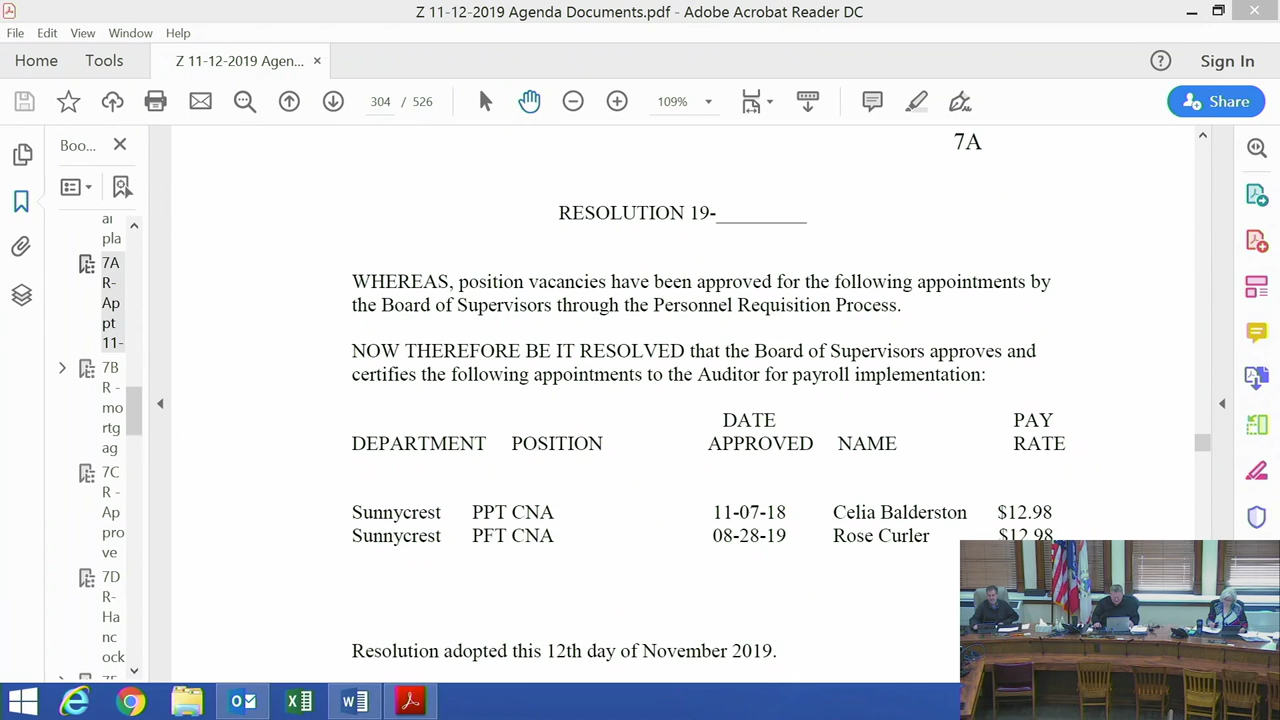 Z 11-12-2019 Agenda Documents.pdf - Adobe Acrobat Reader DC
File Edit View Window Help
Home Tools Z 11-12-2019 Agen... × Sign In
304 / 526 109% Share
Boo...
ai
pla
7A
R-
Ap
pt
11-
7B
R -
mo
rtg
ag
7C
R -
Ap
pro
ve
7D
R-
Ha
nc
ock
7A
RESOLUTION 19-_________
WHEREAS, position vacancies have been approved for the following appointments by
the Board of Supervisors through the Personnel Requisition Process.
NOW THEREFORE BE IT RESOLVED that the Board of Supervisors approves and
certifies the following appointments to the Auditor for payroll implementation:
DATE PAY
DEPARTMENT POSITION APPROVED NAME RATE
Sunnycrest PPT CNA 11-07-18 Celia Balderston $12.98
Sunnycrest PFT CNA 08-28-19 Rose Curler $12.98
Resolution adopted this 12th day of November 2019.